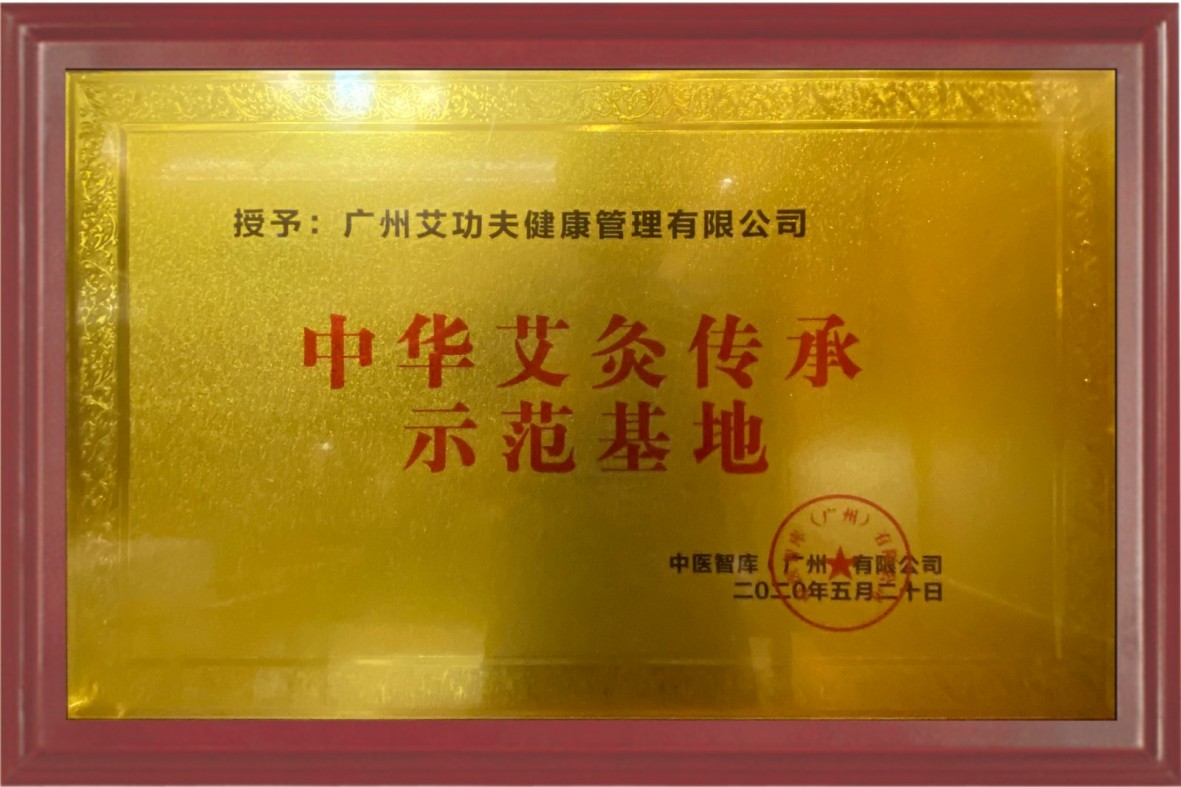 授予：广州艾功夫健康管理有限公司
中华艾灸传承
示范基地
中医智库（广州）有限公司
二0二0年五月二十日